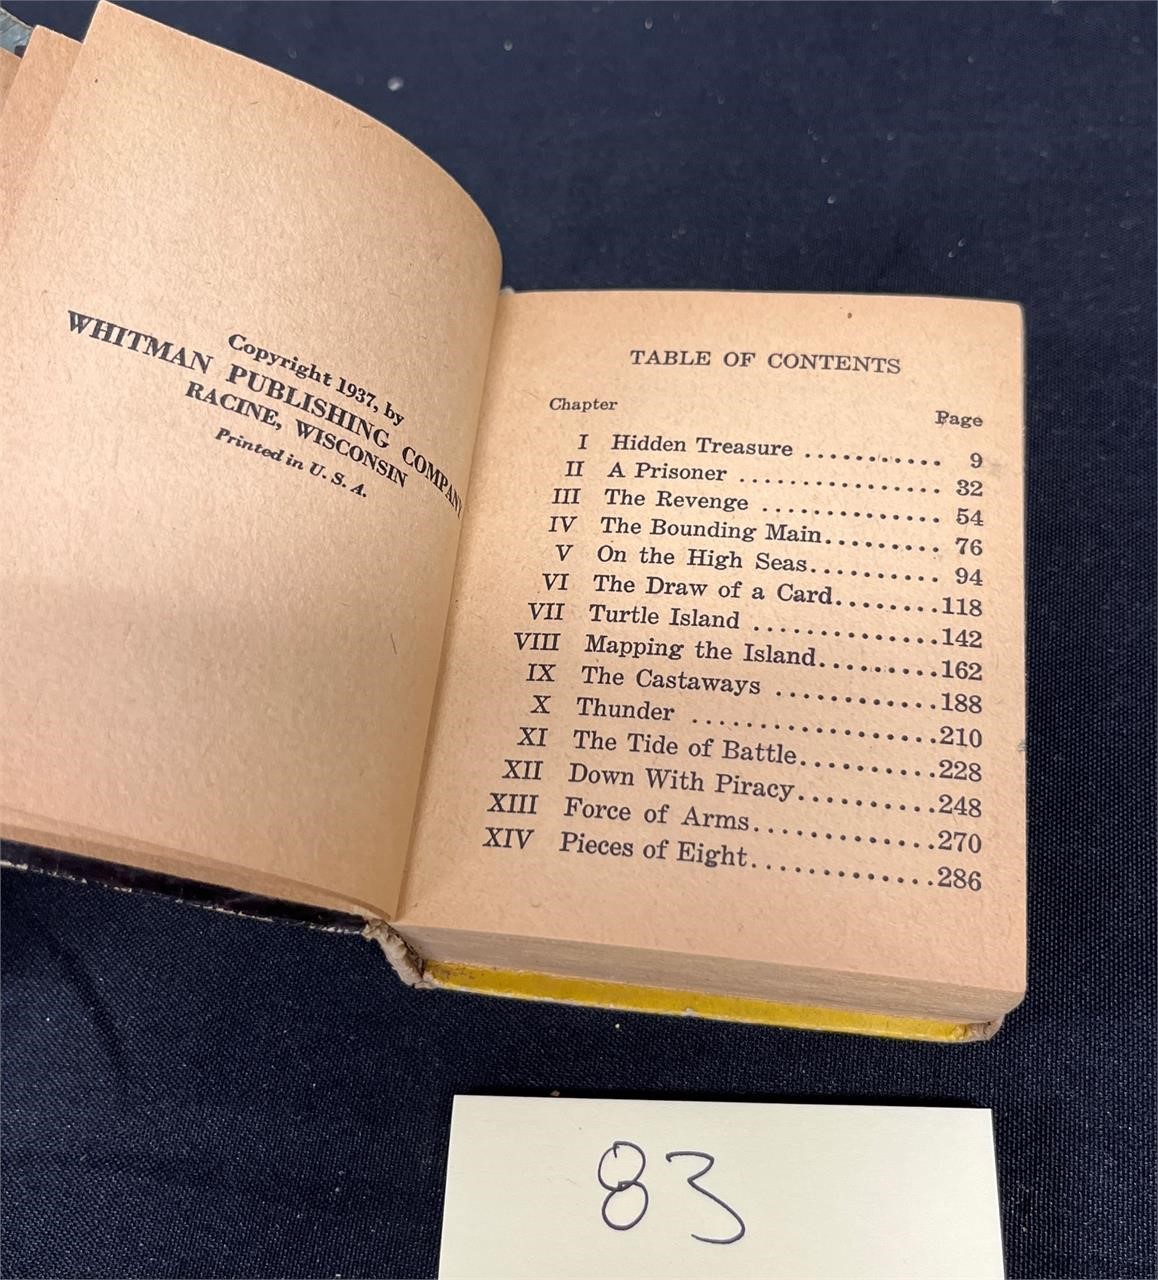 Copyright 1937, by
WHITMAN PUBLISHING COMPANY
RACINE, WISCONSIN
Printed in U. S. A.
TABLE OF CONTENTS
Chapter Page
I Hidden Treasure ........... 9
II A Prisoner ................ 32
III The Revenge .............. 54
IV The Bounding Main......... 76
V On the High Seas.......... 94
VI The Draw of a Card........118
VII Turtle Island ..............142
VIII Mapping the Island.........162
IX The Castaways ............188
X Thunder ..................210
XI The Tide of Battle..........228
XII Down With Piracy..........248
XIII Force of Arms.............270
XIV Pieces of Eight.............286
83